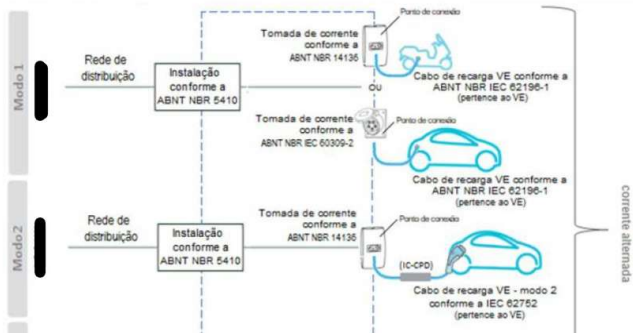 Modo 1
Rede de
distribuição
Instalação
conforme a
ABNT NBR 5410
Tomada de corrente
conforme a
ABNT NBR 14136
Ponto de conexão
Cabo de recarga VE conforme a
ABNT NBR IEC 62196-1
(pertence ao VE)
OU
Tomada de corrente
conforme a
ABNT NBR IEC 60309-2
Ponto de conexão
Cabo de recarga VE conforme a
ABNT NBR IEC 62196-1
(pertence ao VE)
Modo2
Rede de
distribuição
Instalação
conforme a
ABNT NBR 5410
Tomada de corrente
conforme a
ABNT NBR 14136
Ponto de conexão
(IC-CPD)
Cabo de recarga VE - modo 2
conforme a IEC 62752
(pertence ao VE)
corrente alternada